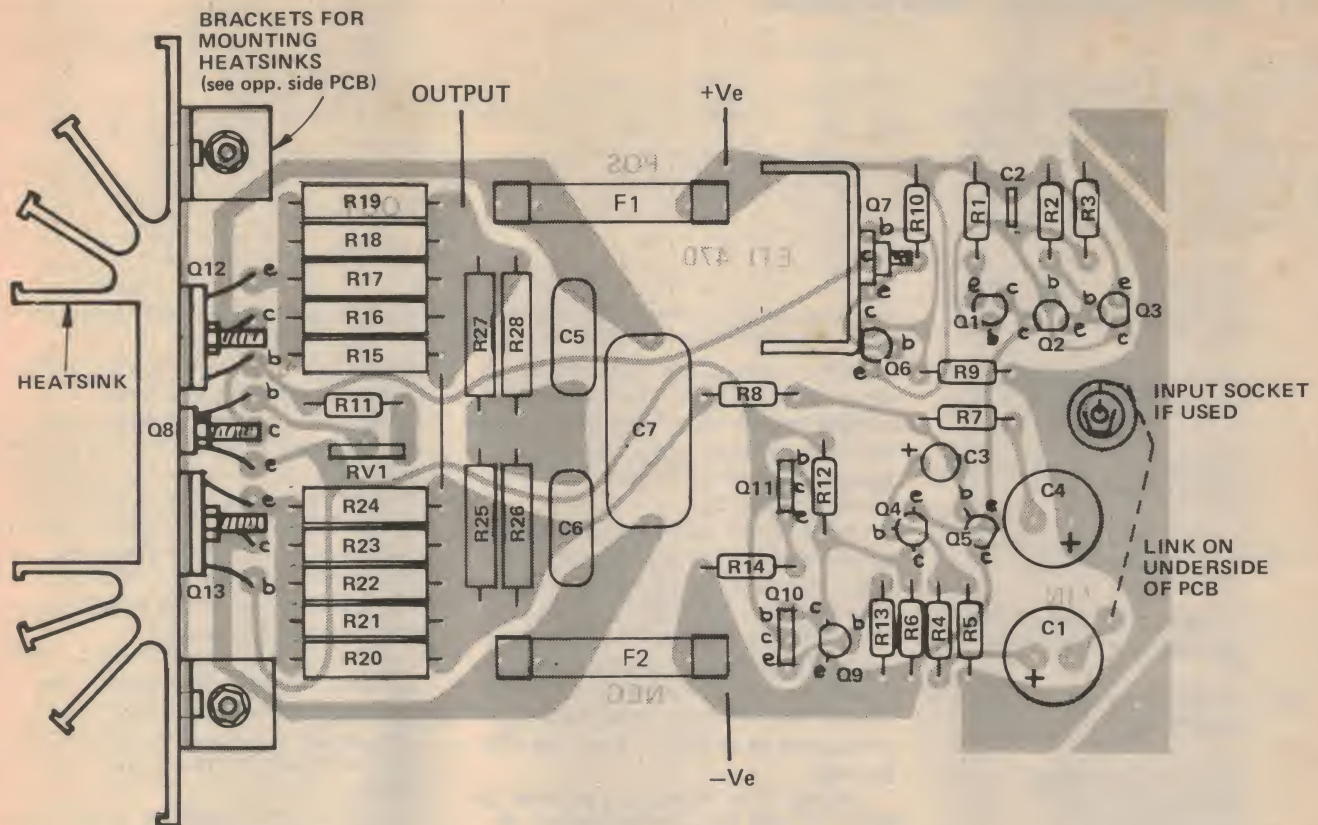 BRACKETS FOR
MOUNTING
HEATSINKS
(see opp. side PCB)
OUTPUT
+Ve
POS
F1
OUT
R19
R18
R17
R16
R15
Q12
e
c
b
HEATSINK
Q8
b
c
e
R11
RV1
Q13
e
c
b
R24
R23
R22
R21
R20
R27
R28
C5
R25
R26
C6
C7
ETI 470
Q7
b
c
e
R10
R1
C2
R2
R3
e
c
Q1
b
b
c
e
Q2
b
e
c
Q3
c
b
e
Q6
R9
R8
R7
INPUT SOCKET
IF USED
C3
+
Q11
b
c
e
R12
Q4
e
b
c
Q5
b
e
c
C4
+
LINK ON
UNDERSIDE
OF PCB
R14
Q10
b
c
e
c
b
e
Q9
R13
R6
R4
R5
IN
C1
+
F2
NEG
−Ve